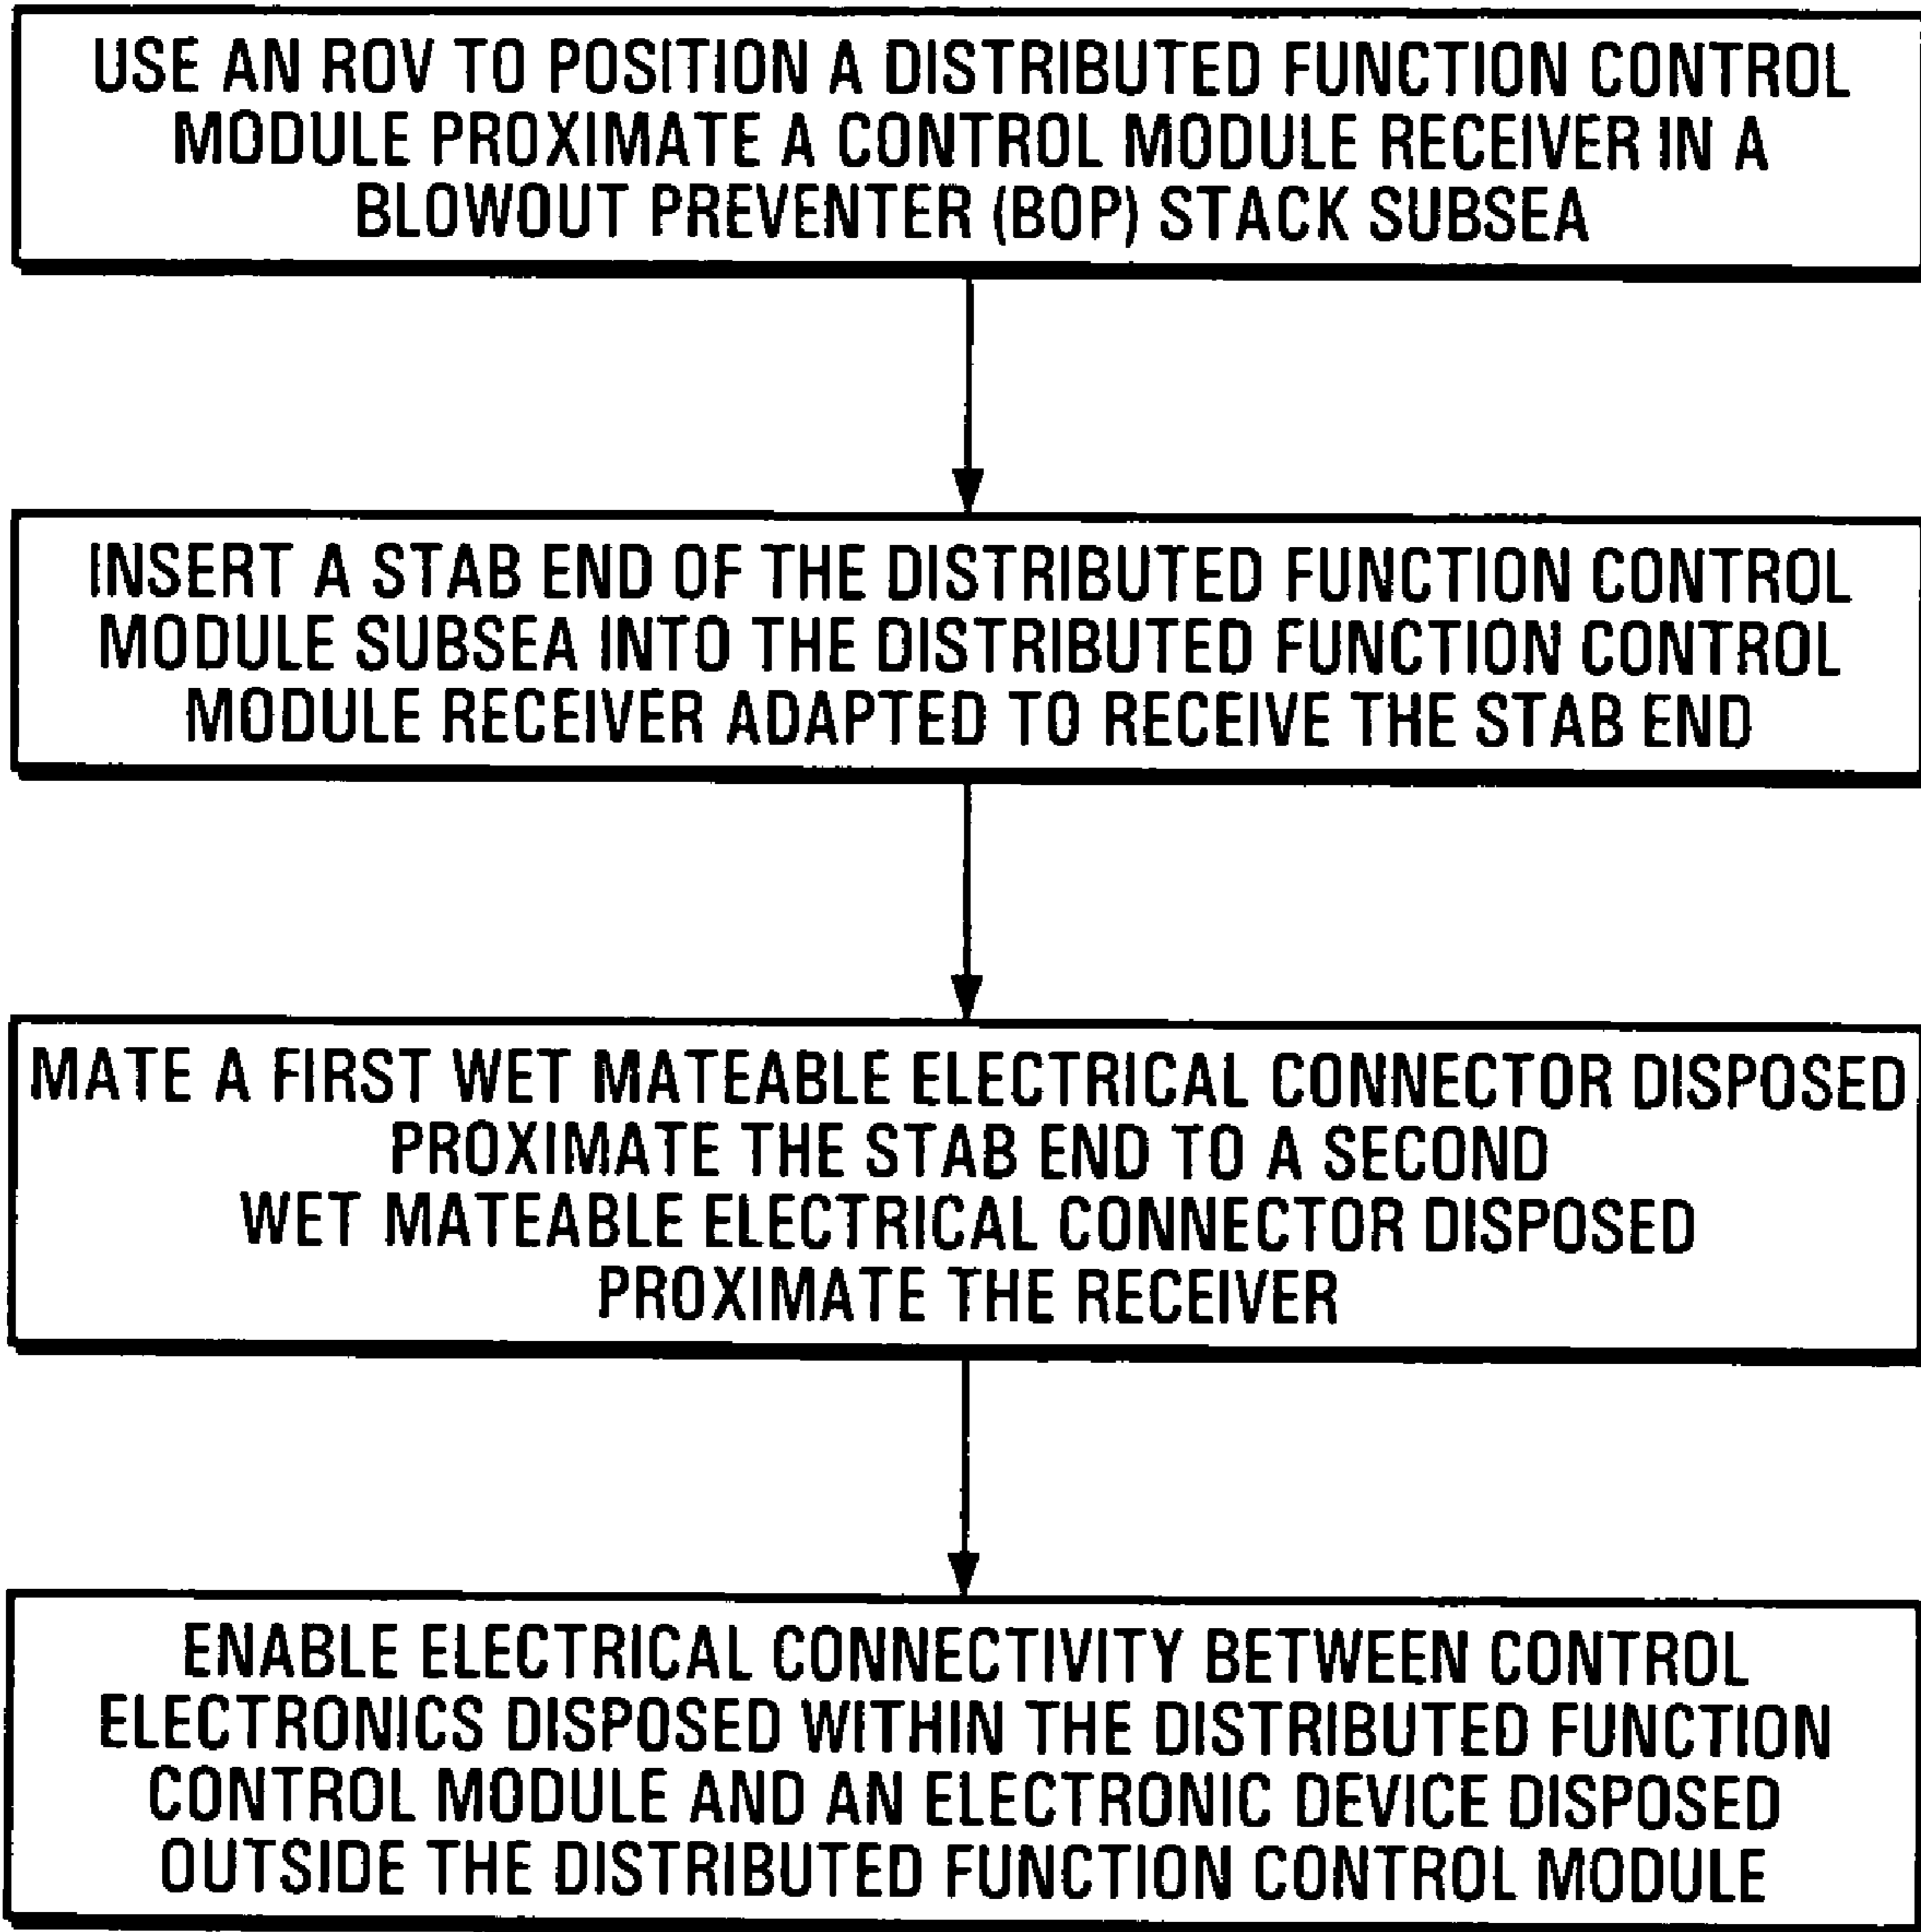 USE AN ROV TO POSITION A DISTRIBUTED FUNCTION CONTROL
MODULE PROXIMATE A CONTROL MODULE RECEIVER IN A
BLOWOUT PREVENTER (BOP) STACK SUBSEA
INSERT A STAB END OF THE DISTRIBUTED FUNCTION CONTROL
MODULE SUBSEA INTO THE DISTRIBUTED FUNCTION CONTROL
MODULE RECEIVER ADAPTED TO RECEIVE THE STAB END
MATE A FIRST WET MATEABLE ELECTRICAL CONNECTOR DISPOSED
PROXIMATE THE STAB END TO A SECOND
WET MATEABLE ELECTRICAL CONNECTOR DISPOSED
PROXIMATE THE RECEIVER
ENABLE ELECTRICAL CONNECTIVITY BETWEEN CONTROL
ELECTRONICS DISPOSED WITHIN THE DISTRIBUTED FUNCTION
CONTROL MODULE AND AN ELECTRONIC DEVICE DISPOSED
OUTSIDE THE DISTRIBUTED FUNCTION CONTROL MODULE